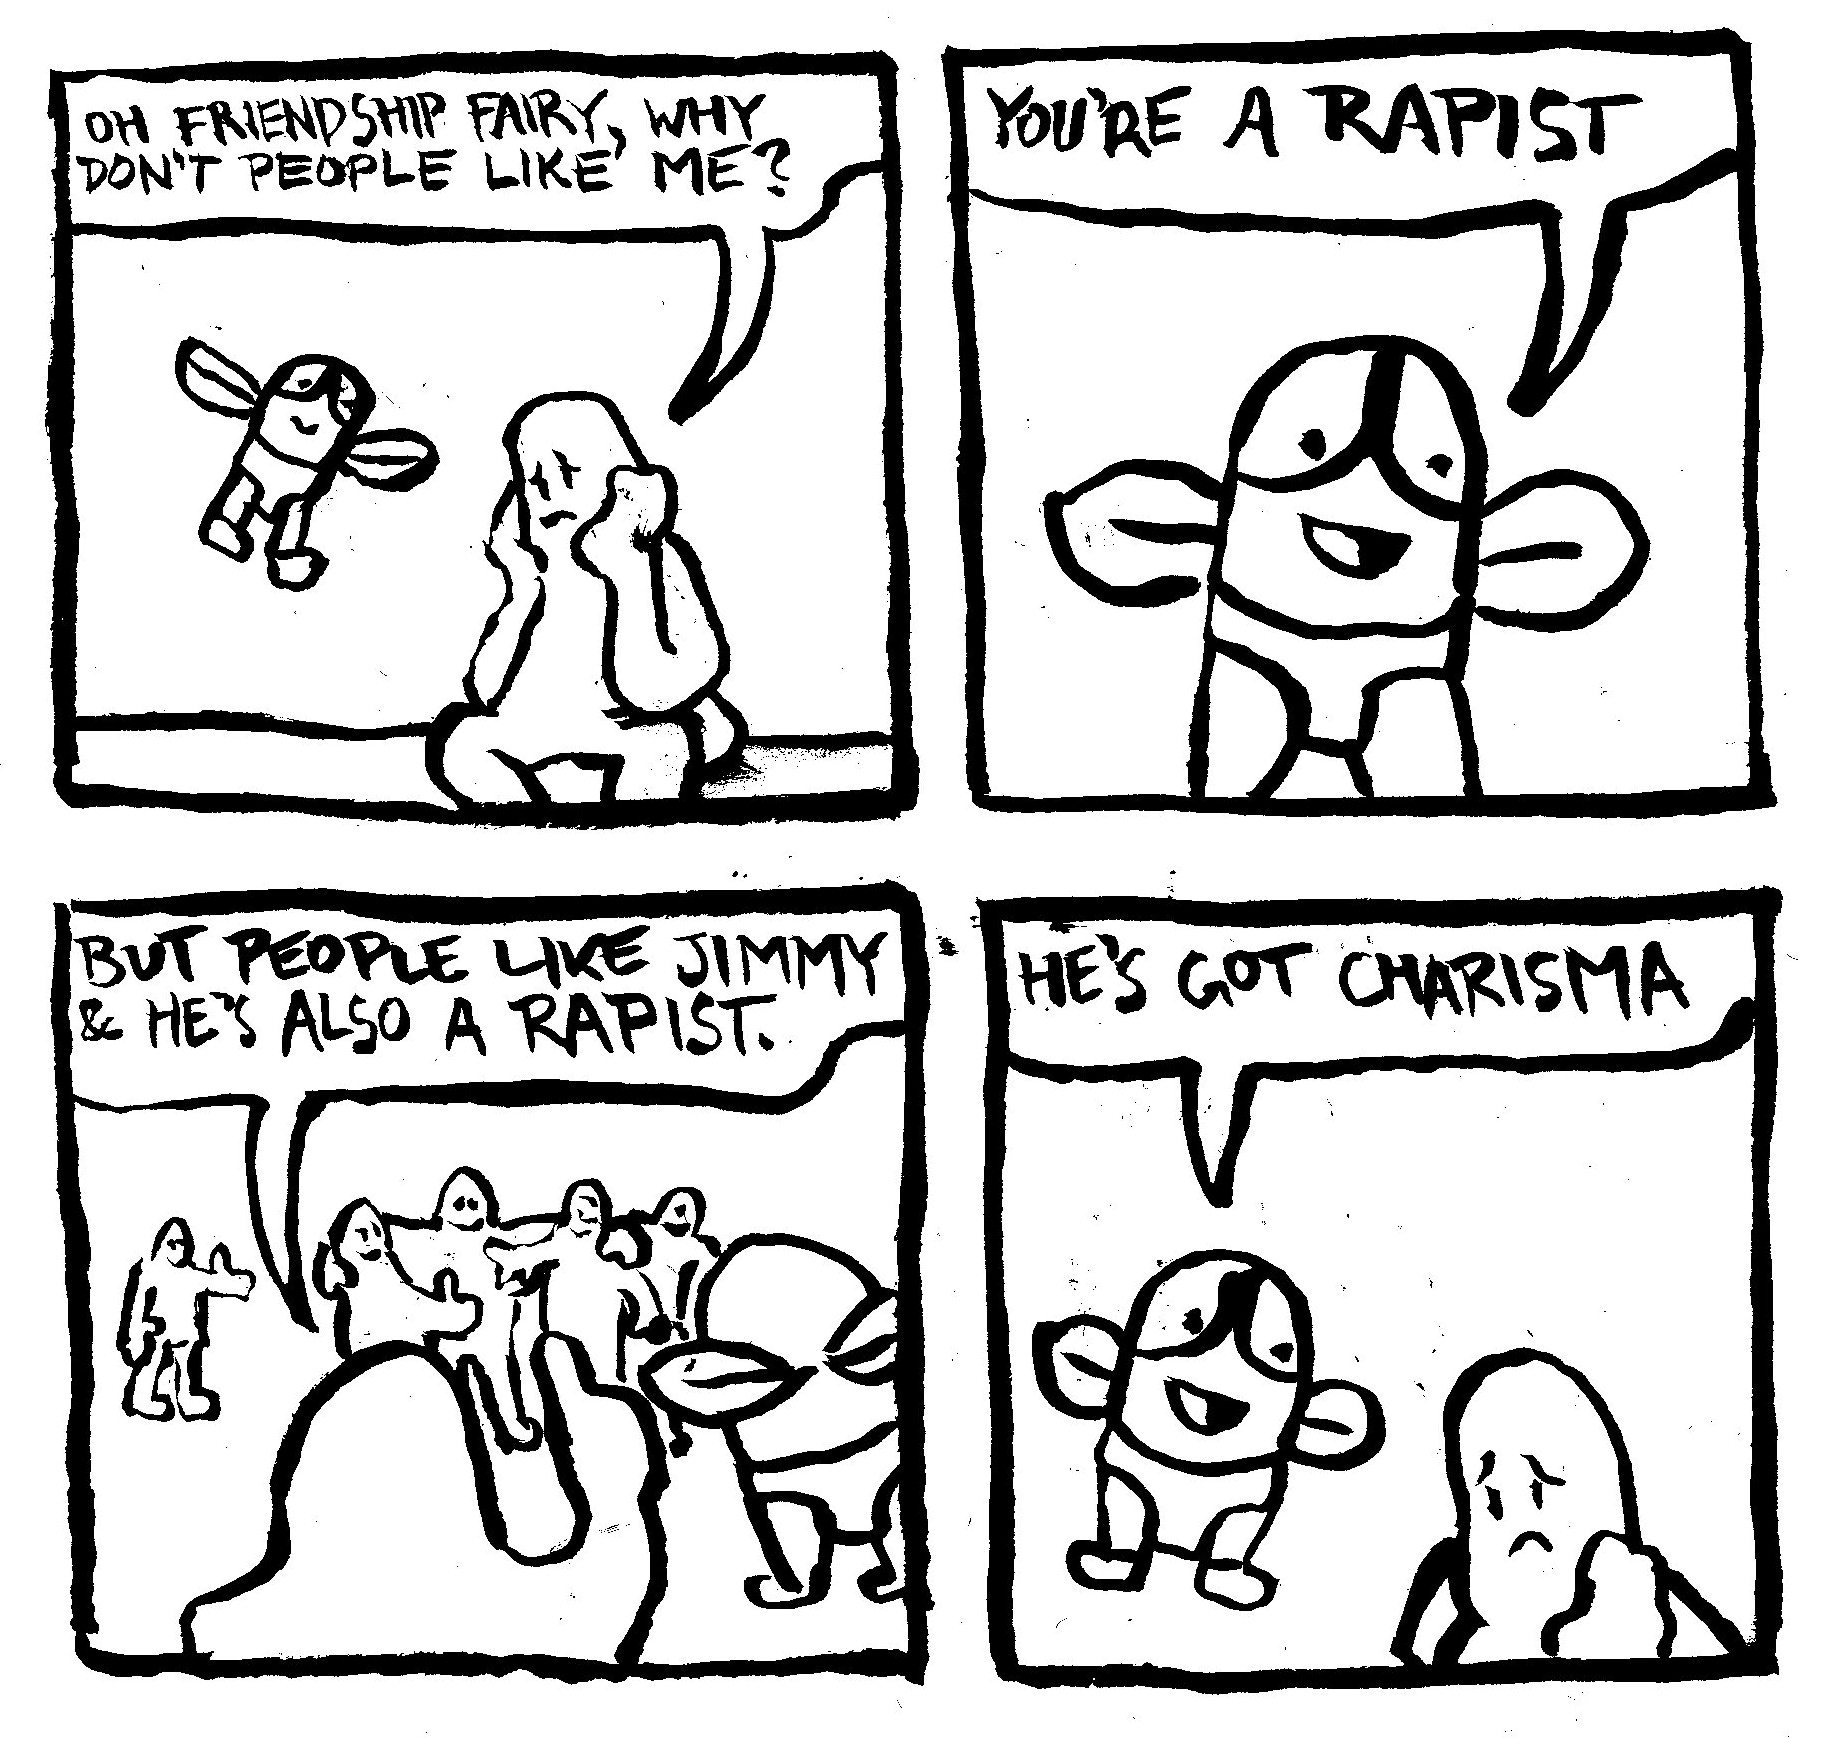 OH FRIENDSHIP FAIRY, WHY
DON'T PEOPLE LIKE ME?
YOU'RE A RAPIST
BUT PEOPLE LIKE JIMMY
& HE'S ALSO A RAPIST.
HE'S GOT CHARISMA